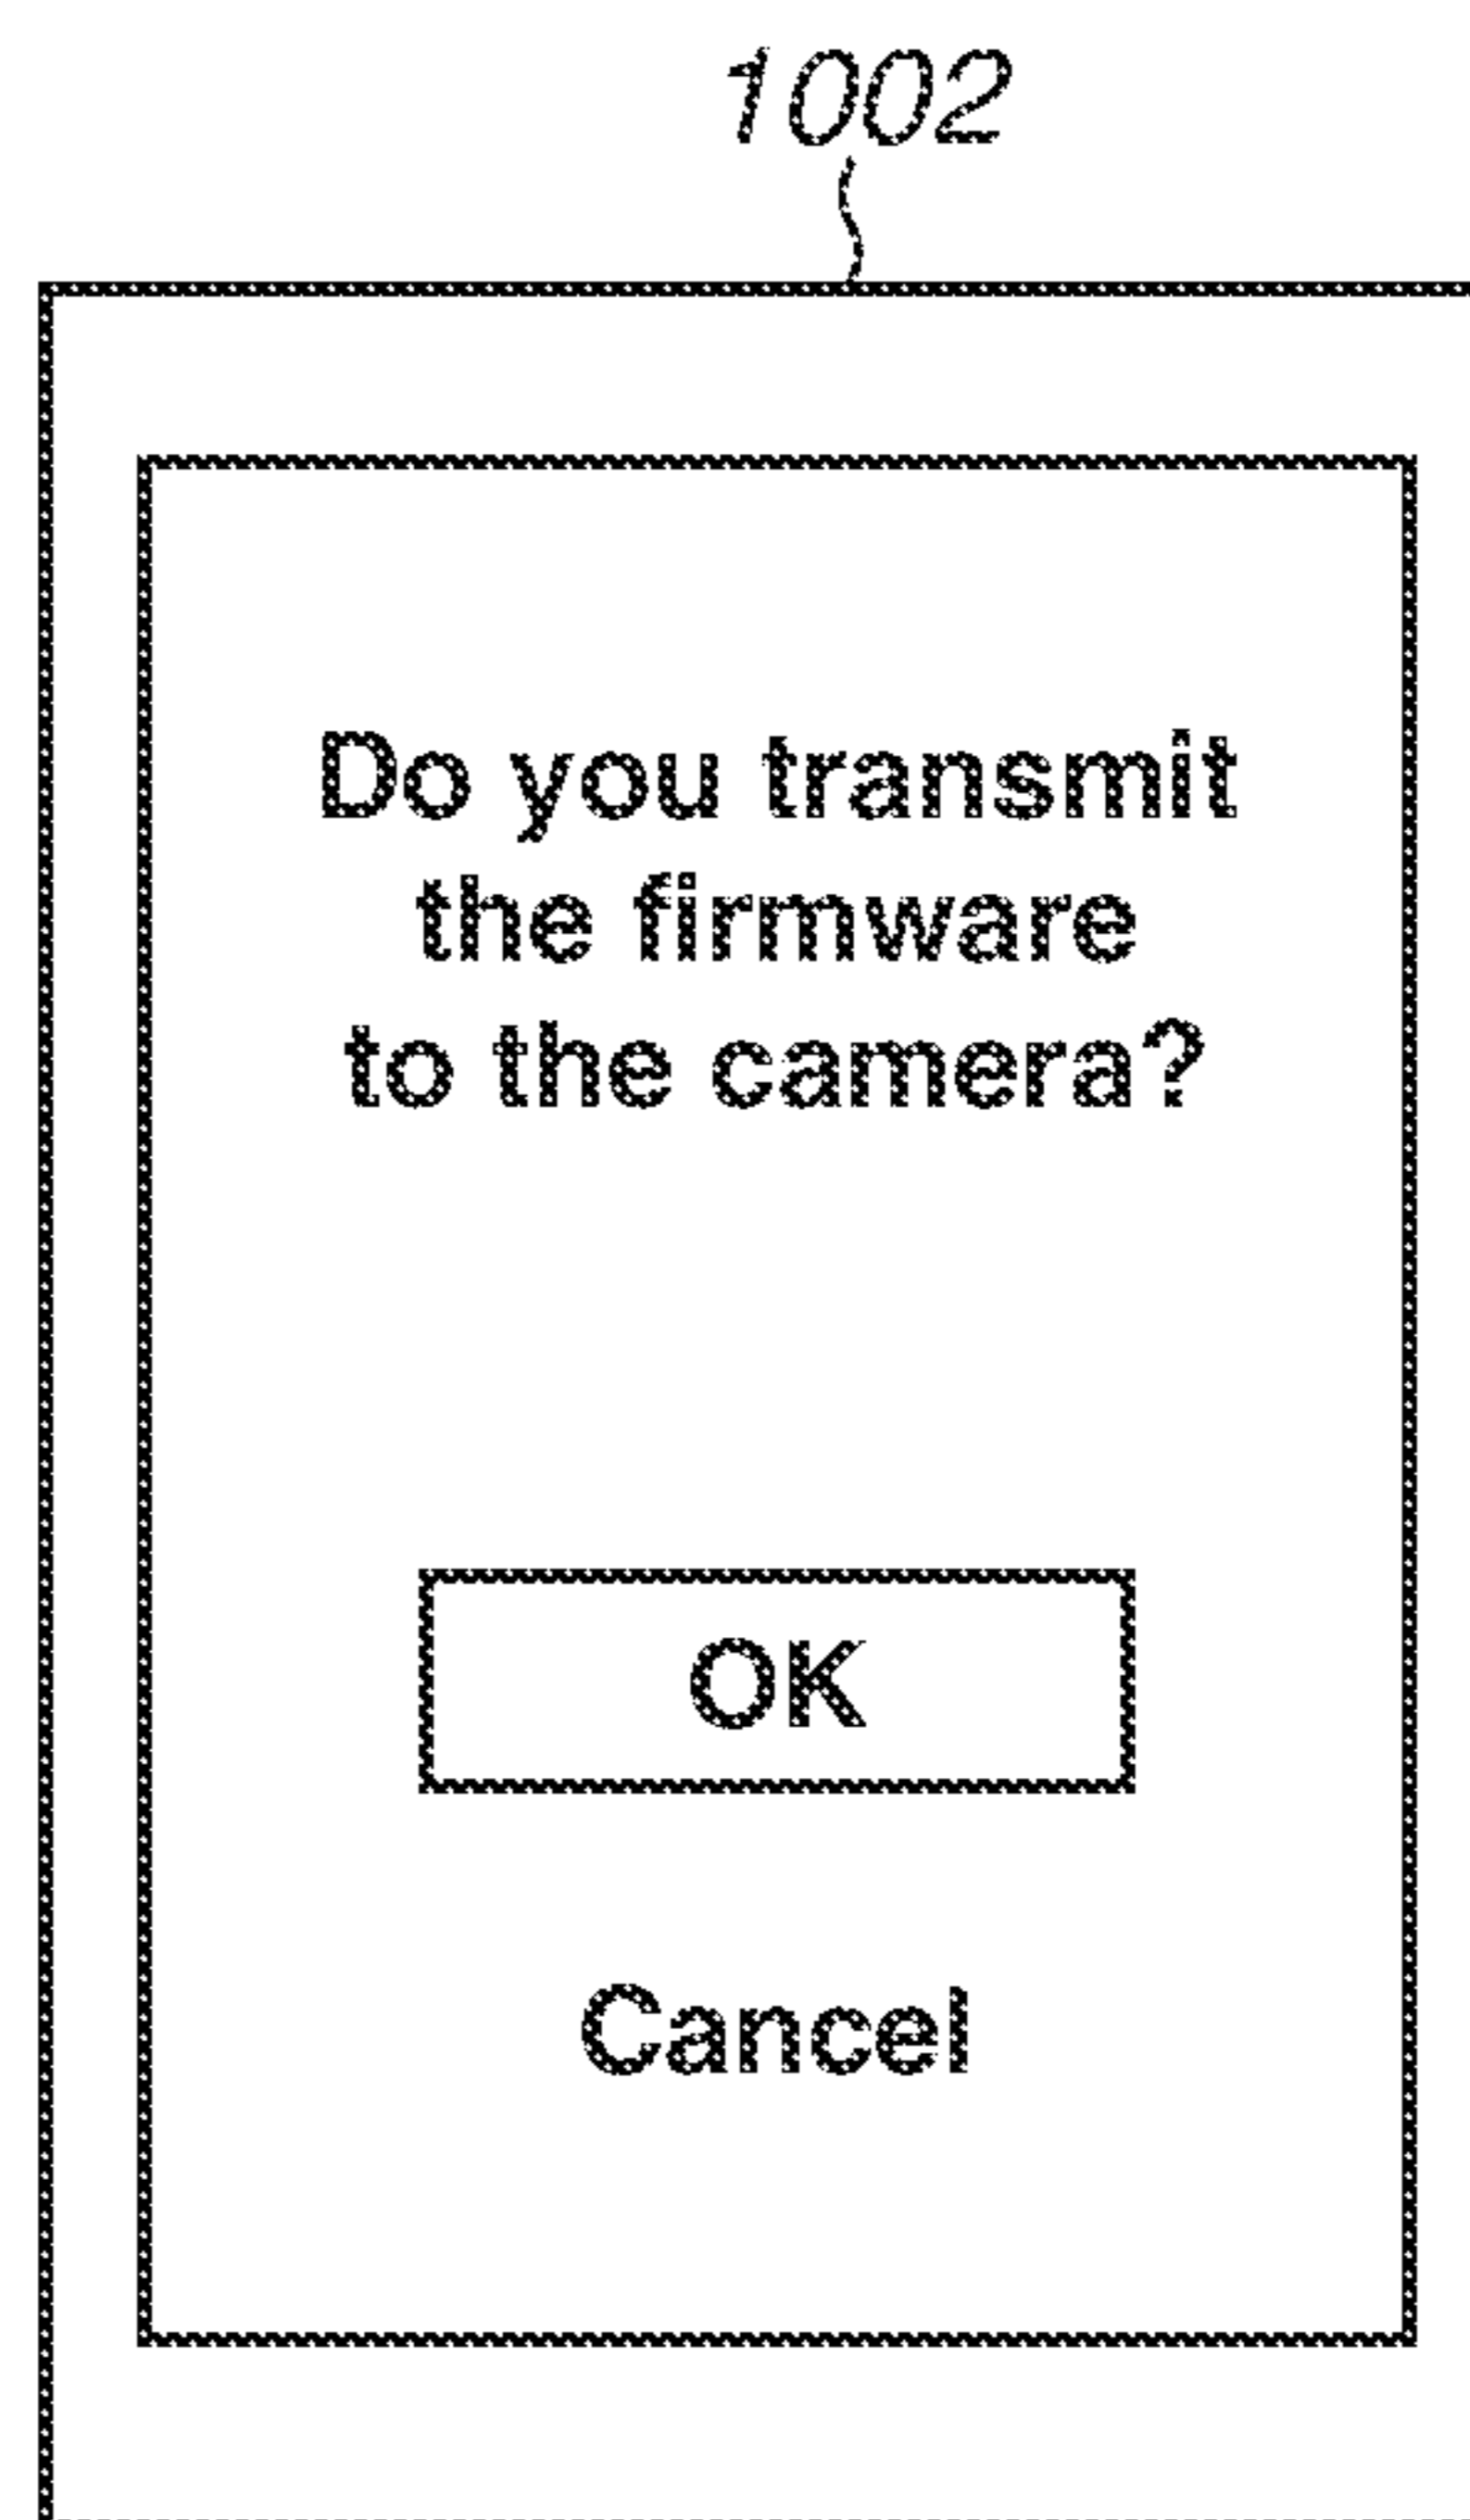 1002
Do you transmit
the firmware
to the camera?
OK
Cancel